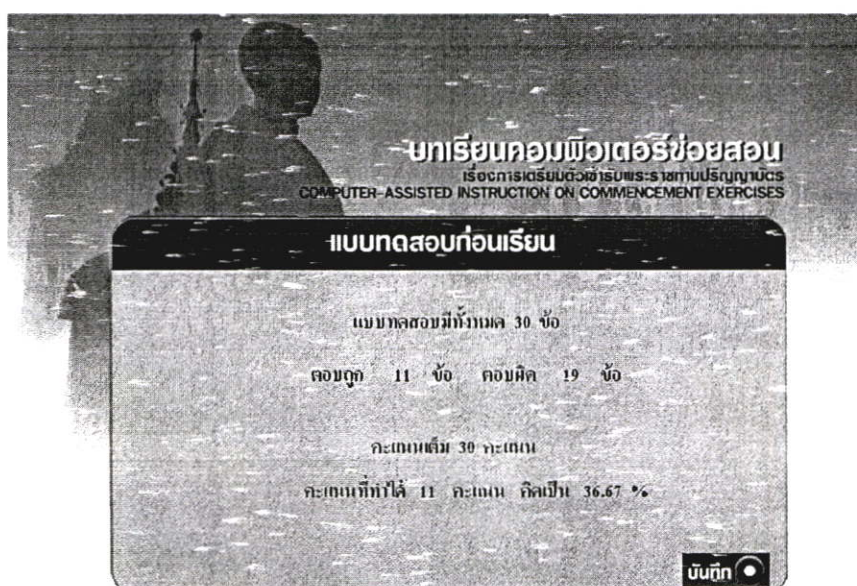 บทเรียนคอมพิวเตอร์ช่วยสอน
เรื่องการเตรียมตัวเข้ารับพระราชทานปริญญาบัตร
COMPUTER-ASSISTED INSTRUCTION ON COMMENCEMENT EXERCISES
แบบทดสอบก่อนเรียน
แบบทดสอบมีทั้งหมด 30 ข้อ
ตอบถูก 11 ข้อ ตอบผิด 19 ข้อ
คะแนนเต็ม 30 คะแนน
คะแนนที่ทำได้ 11 คะแนน คิดเป็น 36.67 %
บันทึก